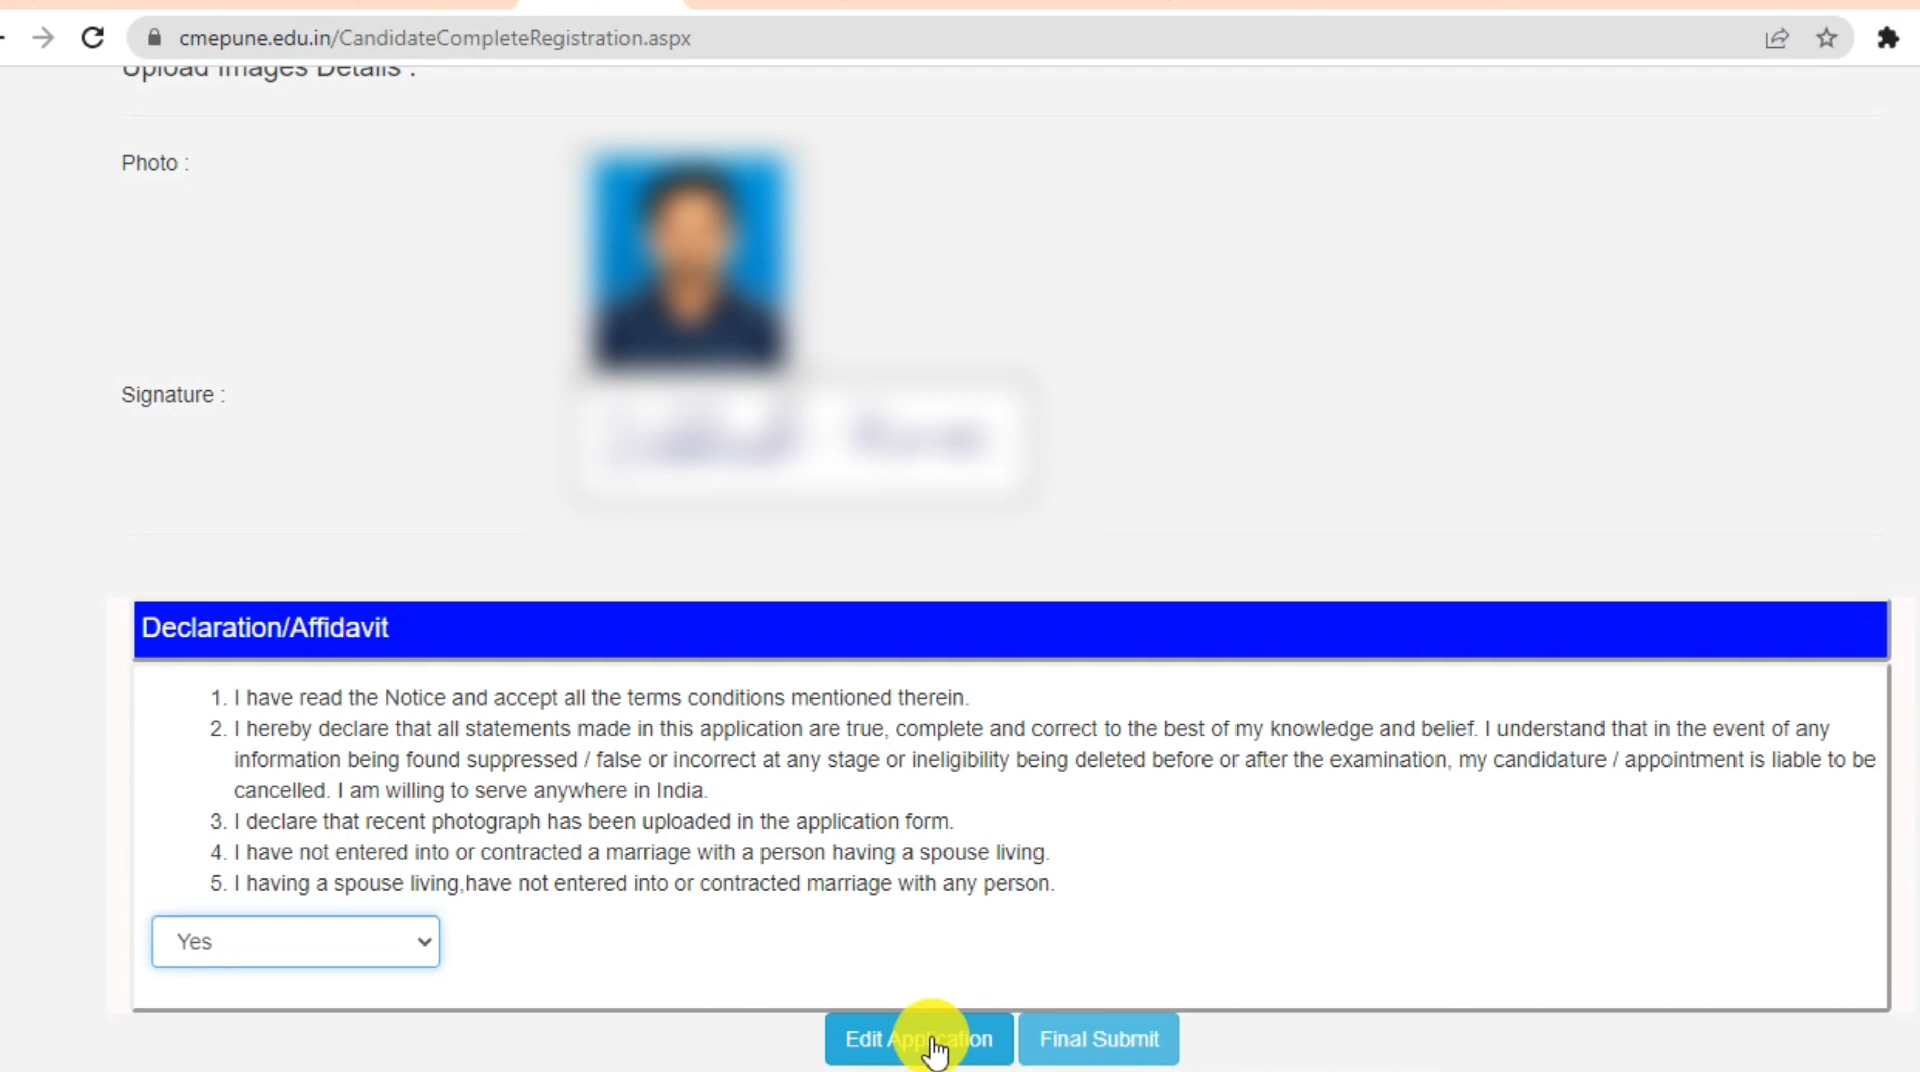 cmepune.edu.in/CandidateCompleteRegistration.aspx
Upload Images Details :
Photo :
Signature :
Declaration/Affidavit
1. I have read the Notice and accept all the terms conditions mentioned therein.
2. I hereby declare that all statements made in this application are true, complete and correct to the best of my knowledge and belief. I understand that in the event of any
information being found suppressed / false or incorrect at any stage or ineligibility being deleted before or after the examination, my candidature / appointment is liable to be
cancelled. I am willing to serve anywhere in India.
3. I declare that recent photograph has been uploaded in the application form.
4. I have not entered into or contracted a marriage with a person having a spouse living.
5. I having a spouse living,have not entered into or contracted marriage with any person.
Yes
Edit Application Final Submit